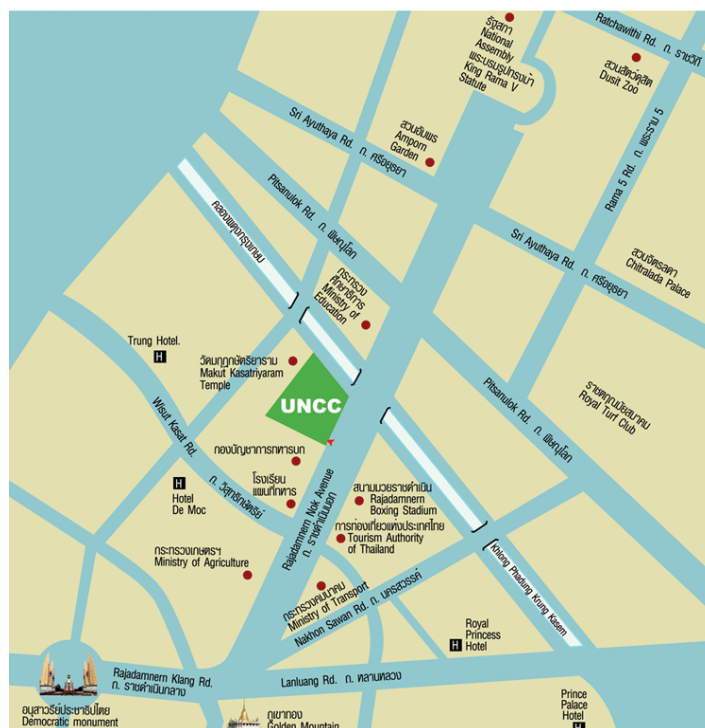 รัฐสภา
National
Assembly
พระบรมรูปทรงม้า
King Rama V
Statute
Ratchawithi Rd. ถ. ราชวิถี
สวนสัตว์ดุสิต
Dusit Zoo
Sri Ayuthaya Rd. ถ. ศรีอยุธยา
สวนอัมพร
Amporn
Garden
Rama 5 Rd. ถ. พระราม 5
คลองผดุงกรุงเกษม
Pitsanulok Rd. ถ. พิษณุโลก
Sri Ayuthaya Rd. ถ. ศรีอยุธยา
สวนจิตรลดา
Chitralada Palace
กระทรวง
ศึกษาธิการ
Ministry of
Education
Trung Hotel.
H
วัดมกุฏกษัตริยาราม
Makut Kasatriyaram
Temple
UNCC
Pitsanulok Rd. ถ. พิษณุโลก
ราชตฤณมัยสมาคม
Royal Turf Club
Wisut Kasat Rd.
ถ. วิสุทธิกษัตริย์
กองบัญชาการทหารบก
โรงเรียน
แผนที่ทหาร
H
Hotel
De Moc
Rajadamnern Nok Avenue
ถ. ราชดำเนินนอก
สนามมวยราชดำเนิน
Rajadamnern
Boxing Stadium
การท่องเที่ยวแห่งประเทศไทย
Tourism Authority
of Thailand
กระทรวงเกษตรฯ
Ministry of Agriculture
กระทรวงคมนาคม
Ministry of Transport
Nakhon Sawan Rd. ถ. นครสวรรค์
Khlong Phadung Krung Kasem
Royal
Princess
Hotel
H
Rajadamnern Klang Rd.
ถ. ราชดำเนินกลาง
Lanluang Rd. ถ. หลานหลวง
อนุสาวรีย์ประชาธิปไตย
Democratic monument
ภูเขาทอง
Golden Mountain
Prince
Palace
Hotel
H